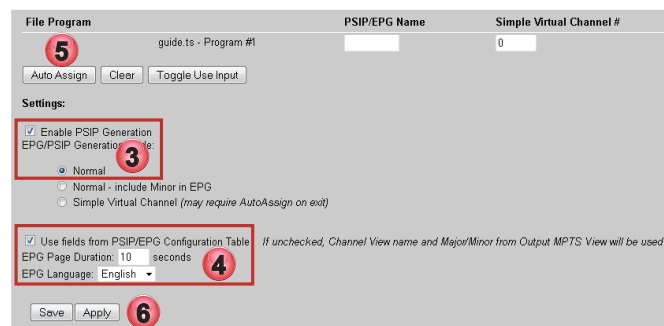 File Program PSIP/EPG Name Simple Virtual Channel #
5 guide.ts - Program #1 0
Auto Assign Clear Toggle Use Input
Settings:
Enable PSIP Generation
EPG/PSIP Generation de:
3
Normal
Normal - include Minor in EPG
Simple Virtual Channel (may require AutoAssign on exit)
Use fields from PSIP/EPG Configuration Table If unchecked, Channel View name and Major/Minor from Output MPTS View will be used
EPG Page Duration: 10 seconds
4
EPG Language: English
Save Apply 6